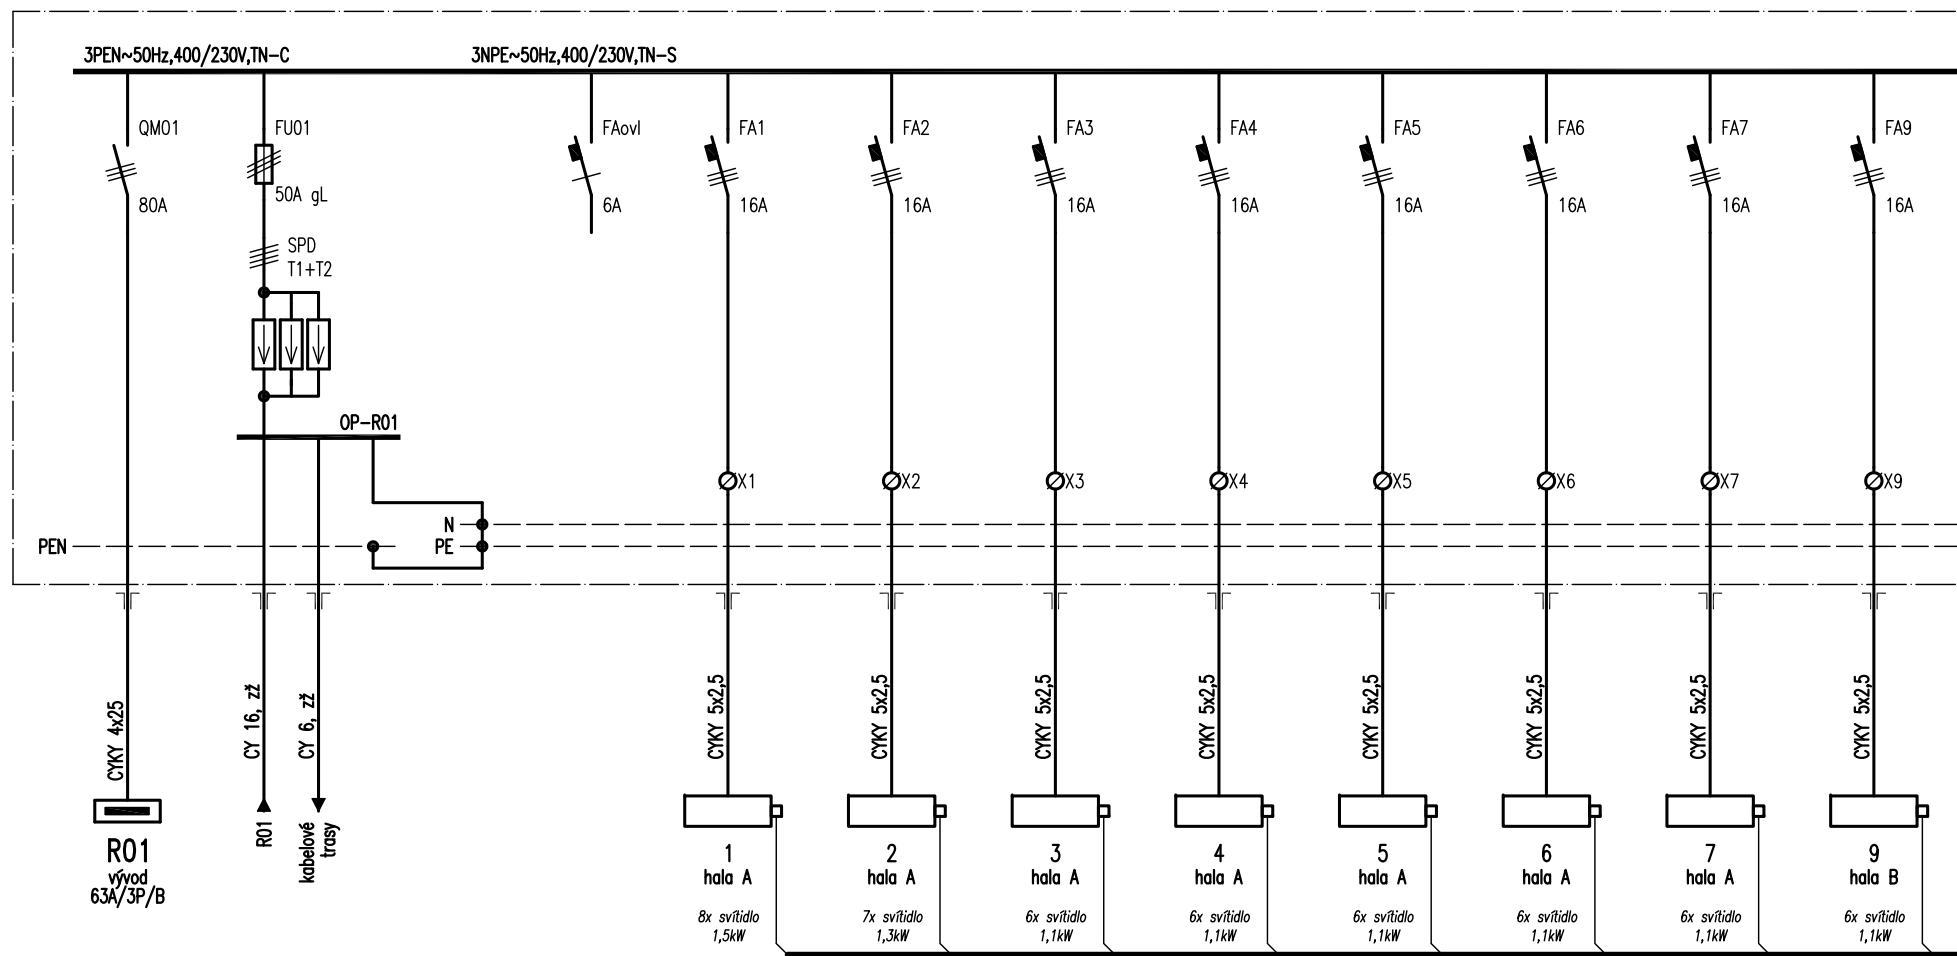 3PEN~50Hz,400/230V,TN-C
3NPE~50Hz,400/230V,TN-S
QM01
FU01
FAovl
FA1
FA2
FA3
FA4
FA5
FA6
FA7
FA9
80A
50A gL
6A
16A
16A
16A
16A
16A
16A
16A
16A
SPD
T1+T2
OP-R01
X1
X2
X3
X4
X5
X6
X7
X9
N
PEN
PE
CYKY 4x25
CY 16, zž
CY 6, zž
CYKY 5x2,5
CYKY 5x2,5
CYKY 5x2,5
CYKY 5x2,5
CYKY 5x2,5
CYKY 5x2,5
CYKY 5x2,5
CYKY 5x2,5
R01
vývod
63A/3P/B
R01
kabelové
trasy
1
hala A
8x svítidlo
1,5kW
2
hala A
7x svítidlo
1,3kW
3
hala A
6x svítidlo
1,1kW
4
hala A
6x svítidlo
1,1kW
5
hala A
6x svítidlo
1,1kW
6
hala A
6x svítidlo
1,1kW
7
hala A
6x svítidlo
1,1kW
9
hala B
6x svítidlo
1,1kW